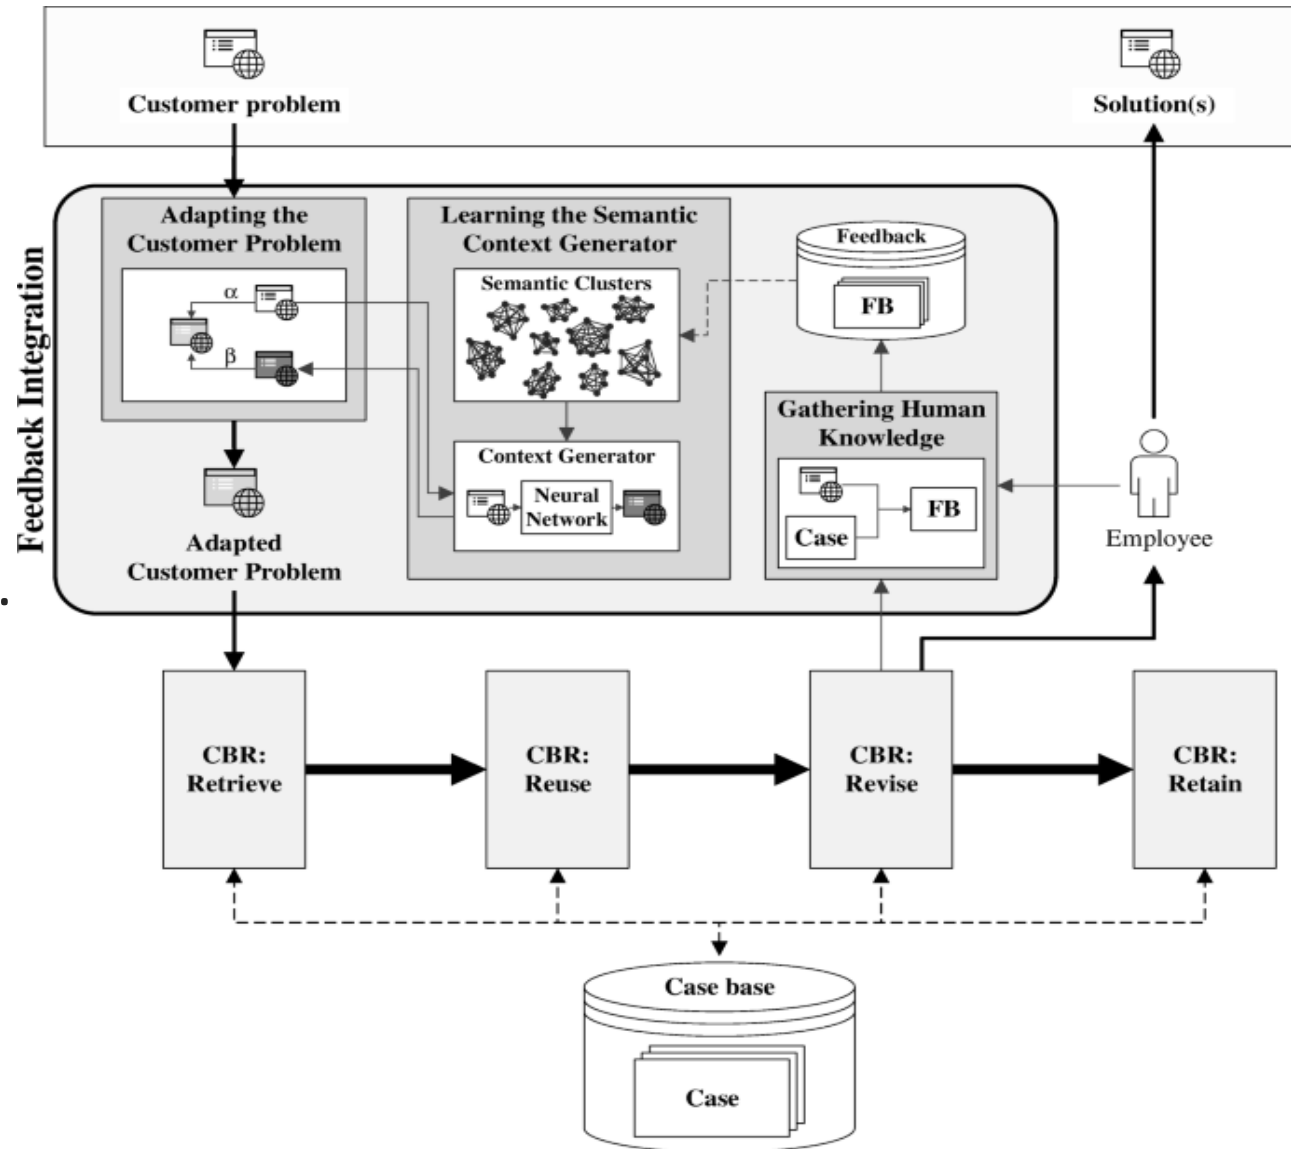 Customer problem
Solution(s)
Feedback Integration
Adapting the
Customer Problem
α
β
Adapted
Customer Problem
Learning the Semantic
Context Generator
Semantic Clusters
Context Generator
Neural
Network
Feedback
FB
Gathering Human
Knowledge
Case
FB
Employee
CBR:
Retrieve
CBR:
Reuse
CBR:
Revise
CBR:
Retain
Case base
Case